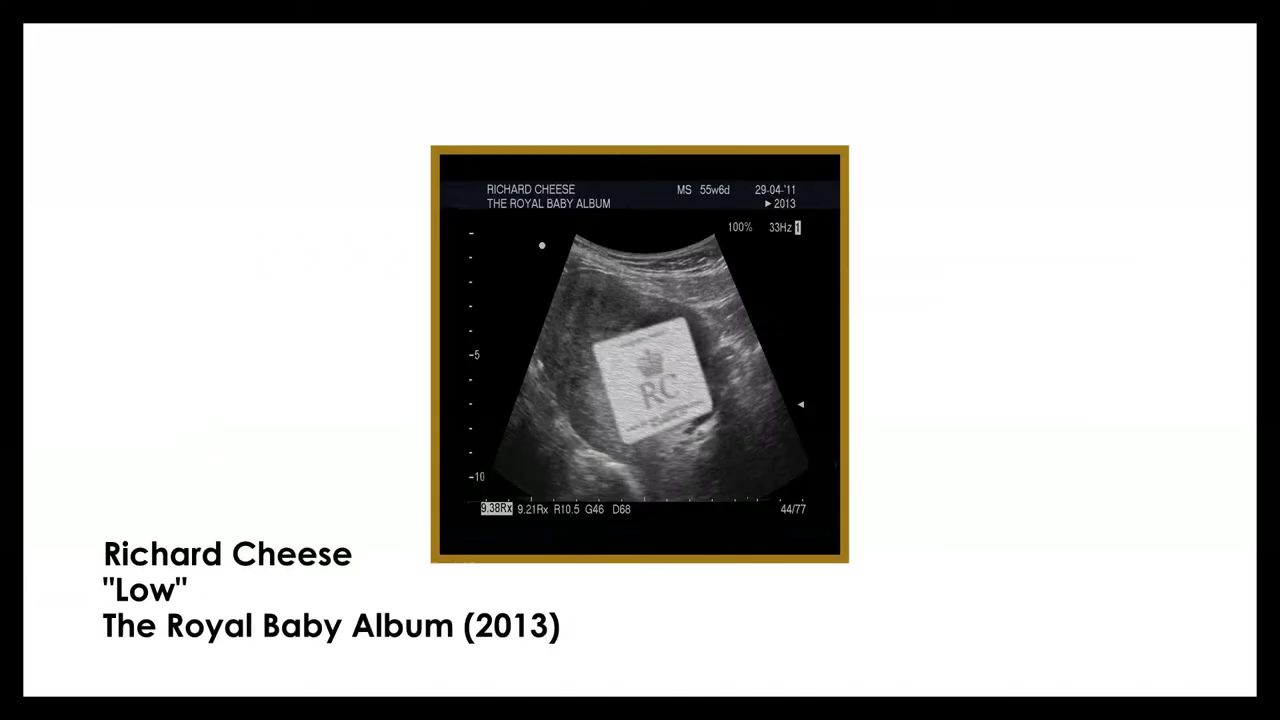 RICHARD CHEESE MS 55w6d 29-04-'11
THE ROYAL BABY ALBUM ►2013
100% 33Hz 1
-5
RC
-10
9.38Rx 9.21Rx R10.5 G46 D68 44/77
Richard Cheese
"Low"
The Royal Baby Album (2013)